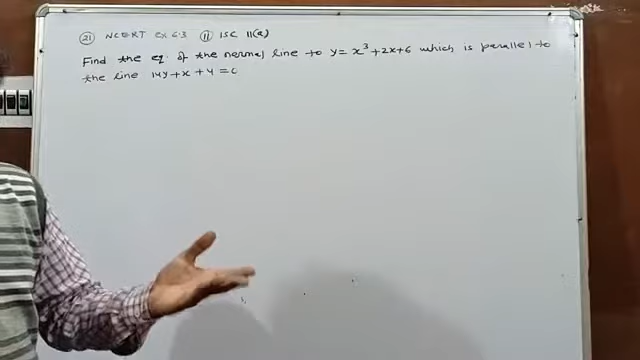 (21) NCERT Ex 6.3 (11) ISC 11(a)
Find the eq. of the normal line to y = x³ + 2x + 6 which is parallel to
the line 14y + x + 4 = 0